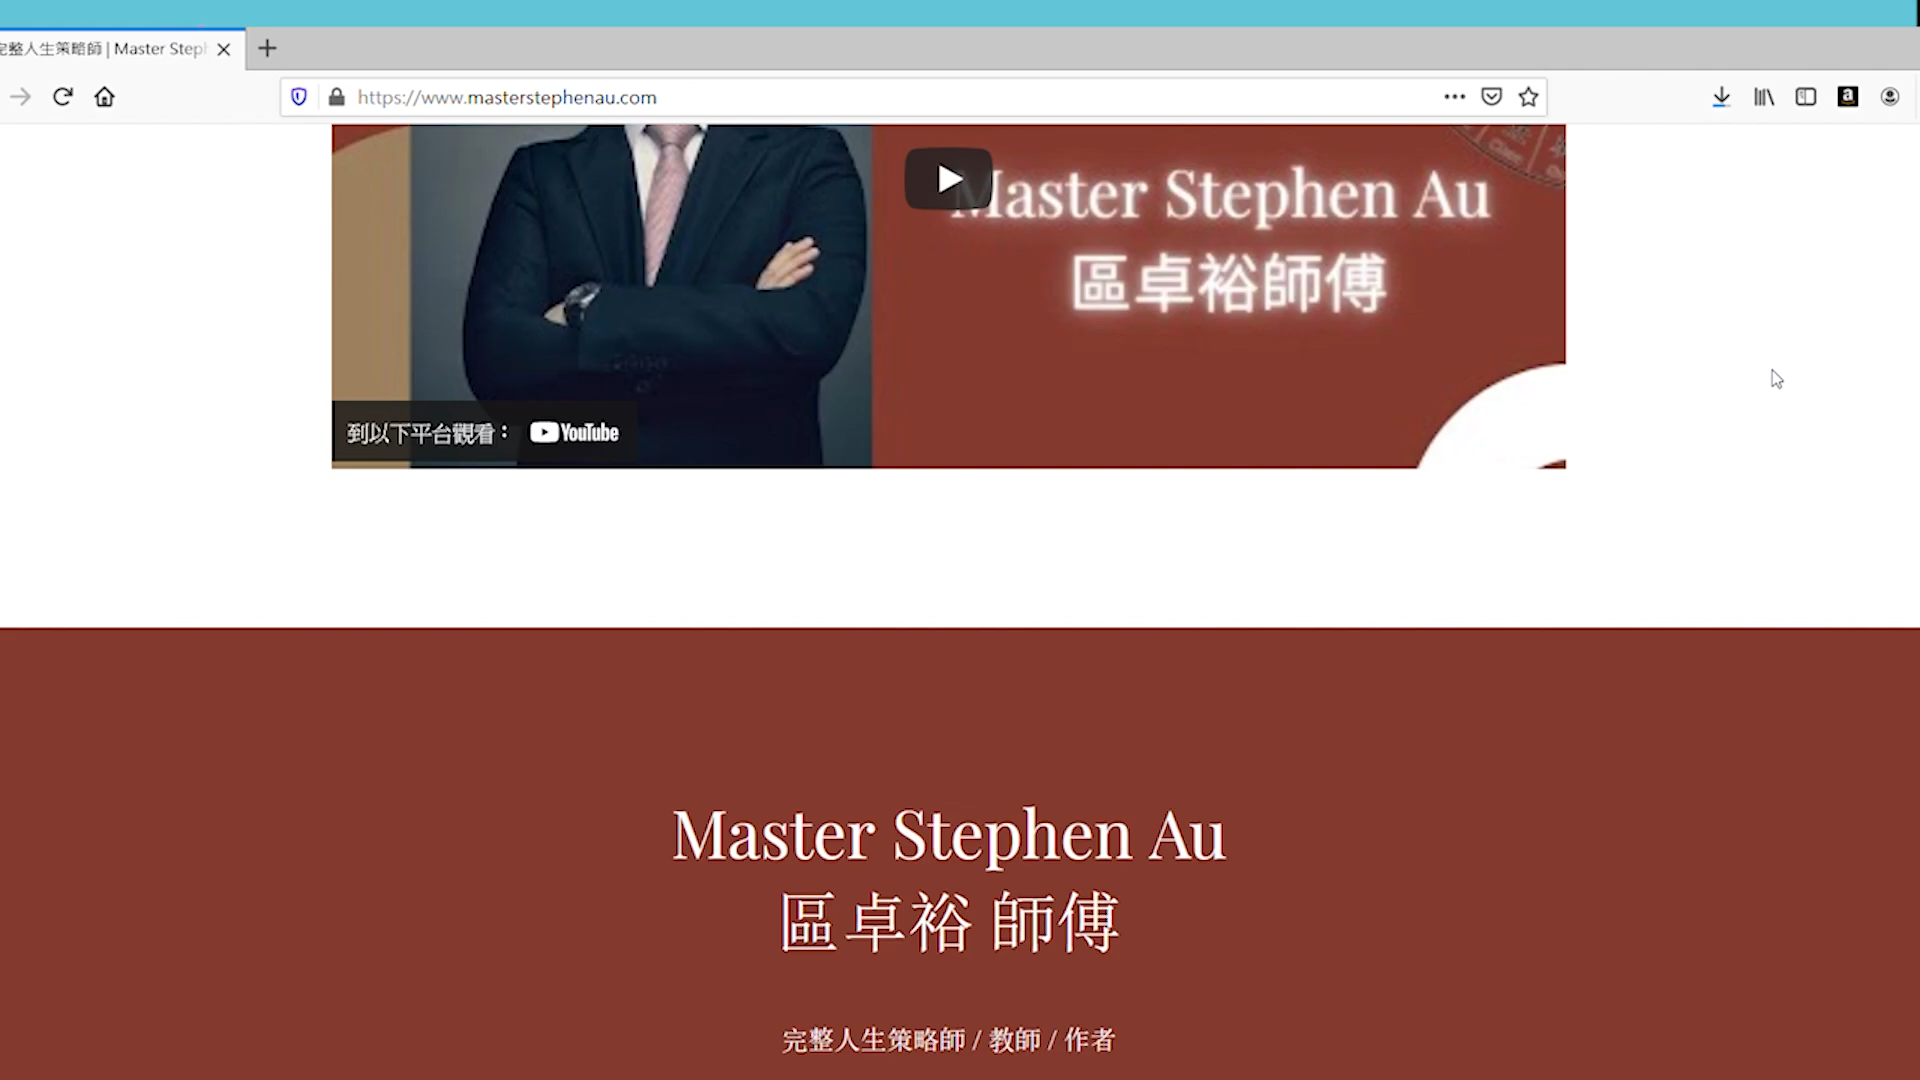 完整人生策略師 | Master Steph
https://www.masterstephenau.com
Master Stephen Au
區卓裕師傅
到以下平台觀看： YouTube
Master Stephen Au
區卓裕 師傅
完整人生策略師 / 教師 / 作者